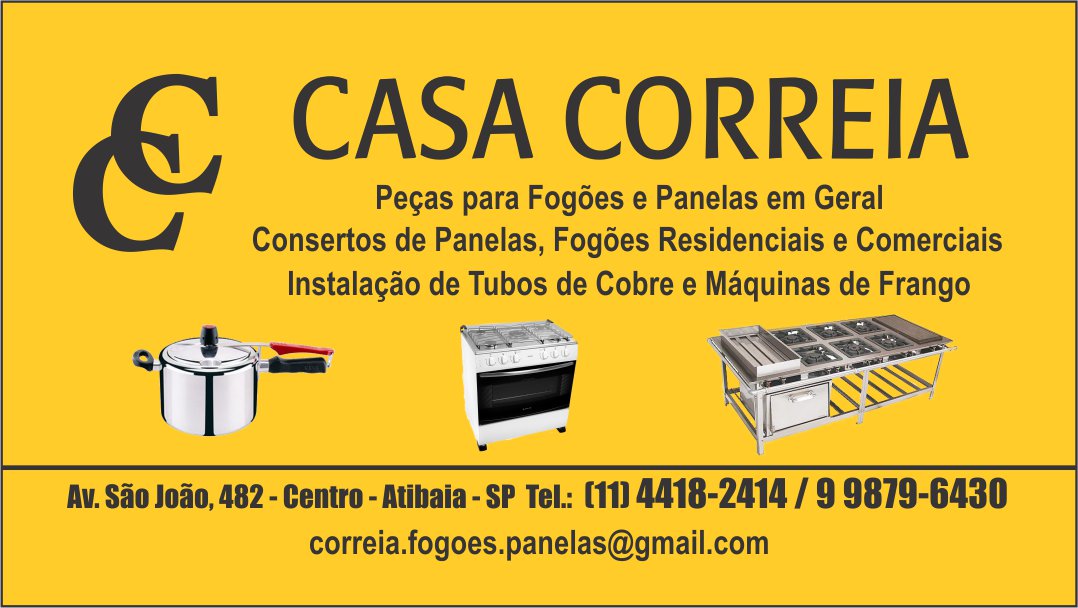 CC
CASA CORREIA
Peças para Fogões e Panelas em Geral
Consertos de Panelas, Fogões Residenciais e Comerciais
Instalação de Tubos de Cobre e Máquinas de Frango
Av. São João, 482 - Centro - Atibaia - SP Tel.: (11) 4418-2414 / 9 9879-6430
correia.fogoes.panelas@gmail.com